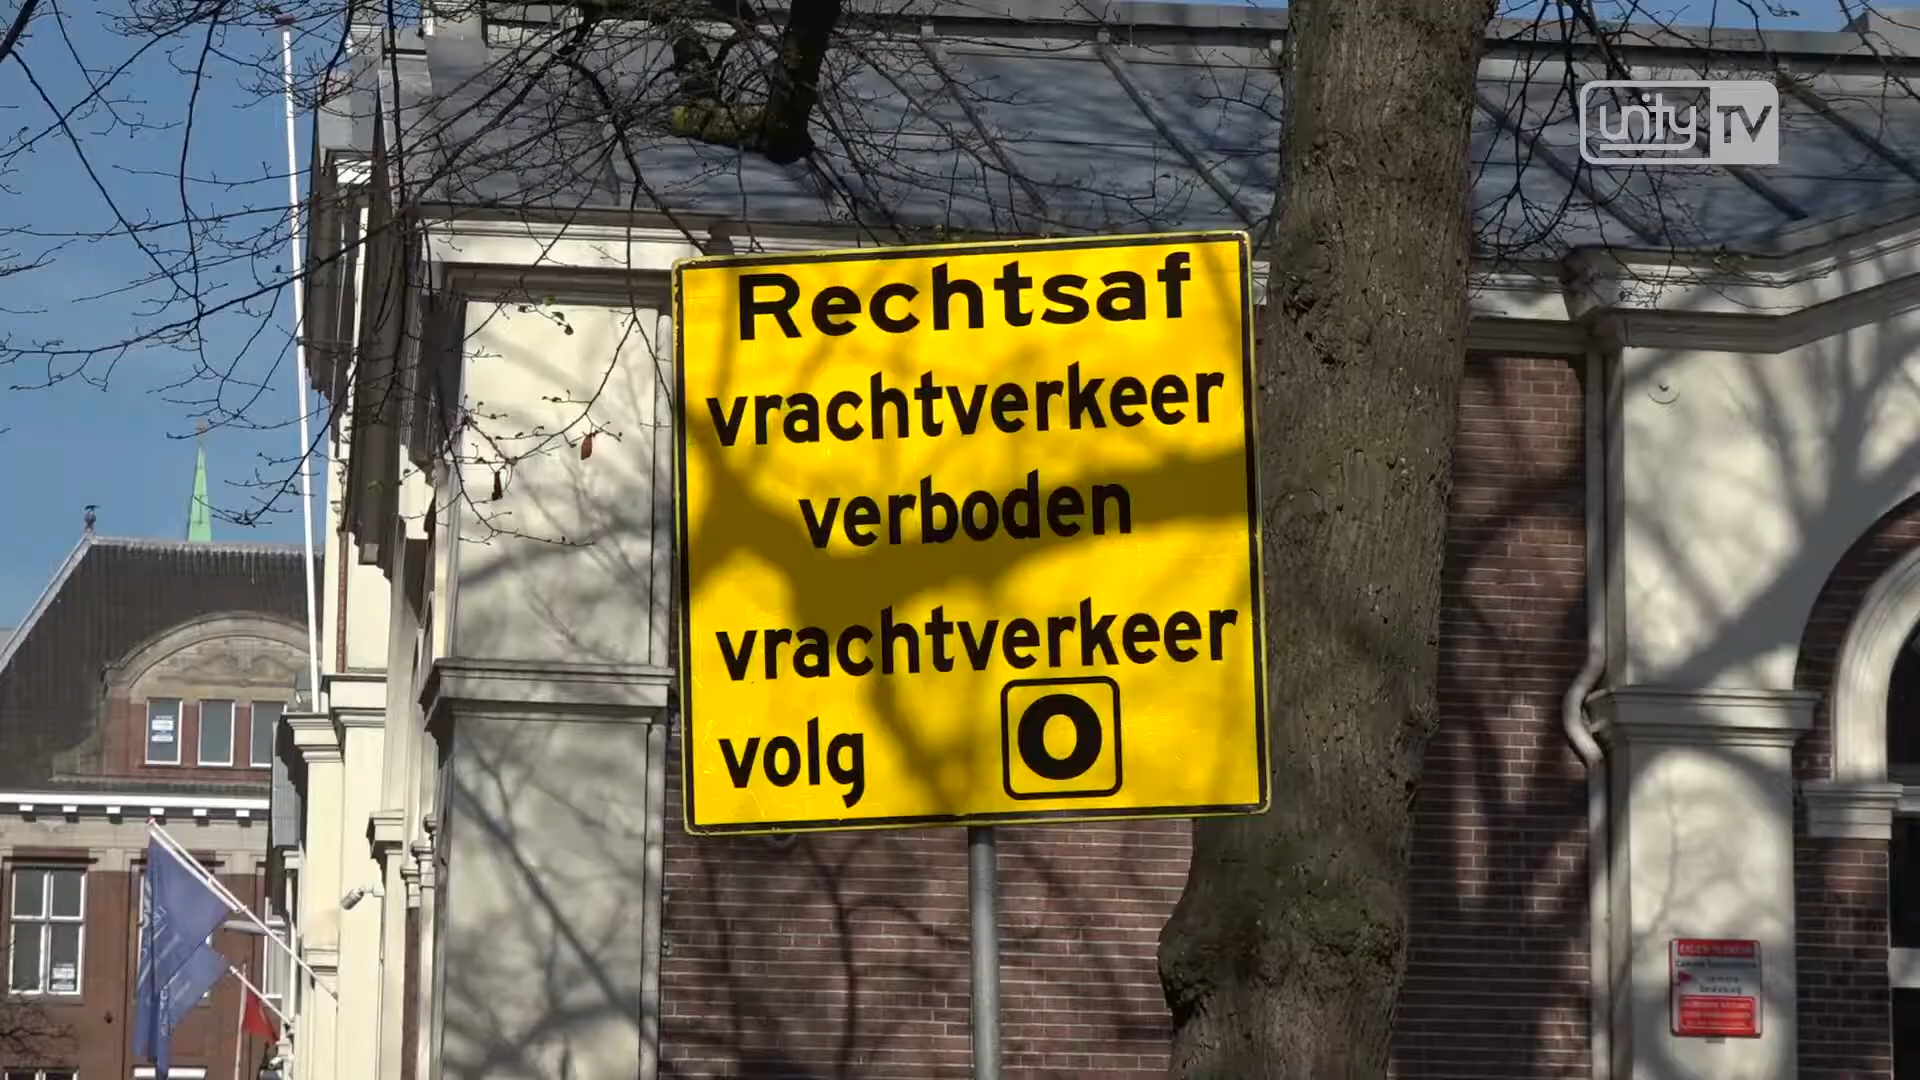 unity TV
Rechtsaf
vrachtverkeer
verboden
vrachtverkeer
volg O